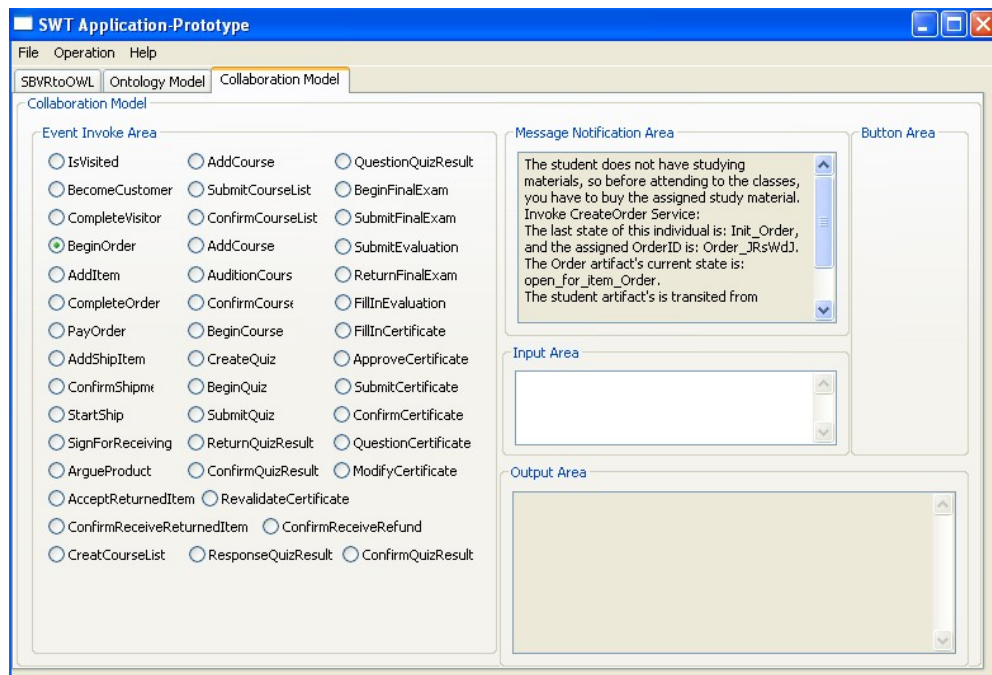 SWT Application-Prototype
File Operation Help
SBVRtoOWL Ontology Model Collaboration Model
Collaboration Model
Event Invoke Area
IsVisited AddCourse QuestionQuizResult
BecomeCustomer SubmitCourseList BeginFinalExam
CompleteVisitor ConfirmCourseList SubmitFinalExam
BeginOrder AddCourse SubmitEvaluation
AddItem AuditionCours ReturnFinalExam
CompleteOrder ConfirmCourse FillInEvaluation
PayOrder BeginCourse FillInCertificate
AddShipItem CreateQuiz ApproveCertificate
ConfirmShipme BeginQuiz SubmitCertificate
StartShip SubmitQuiz ConfirmCertificate
SignForReceiving ReturnQuizResult QuestionCertificate
ArgueProduct ConfirmQuizResult ModifyCertificate
AcceptReturnedItem RevalidateCertificate
ConfirmReceiveReturnedItem ConfirmReceiveRefund
CreatCourseList ResponseQuizResult ConfirmQuizResult
Message Notification Area
The student does not have studying
materials, so before attending to the classes,
you have to buy the assigned study material.
Invoke CreateOrder Service:
The last state of this individual is: Init_Order,
and the assigned OrderID is: Order_JRsWdJ.
The Order artifact's current state is:
open_for_item_Order.
The student artifact's is transited from
Button Area
Input Area
Output Area